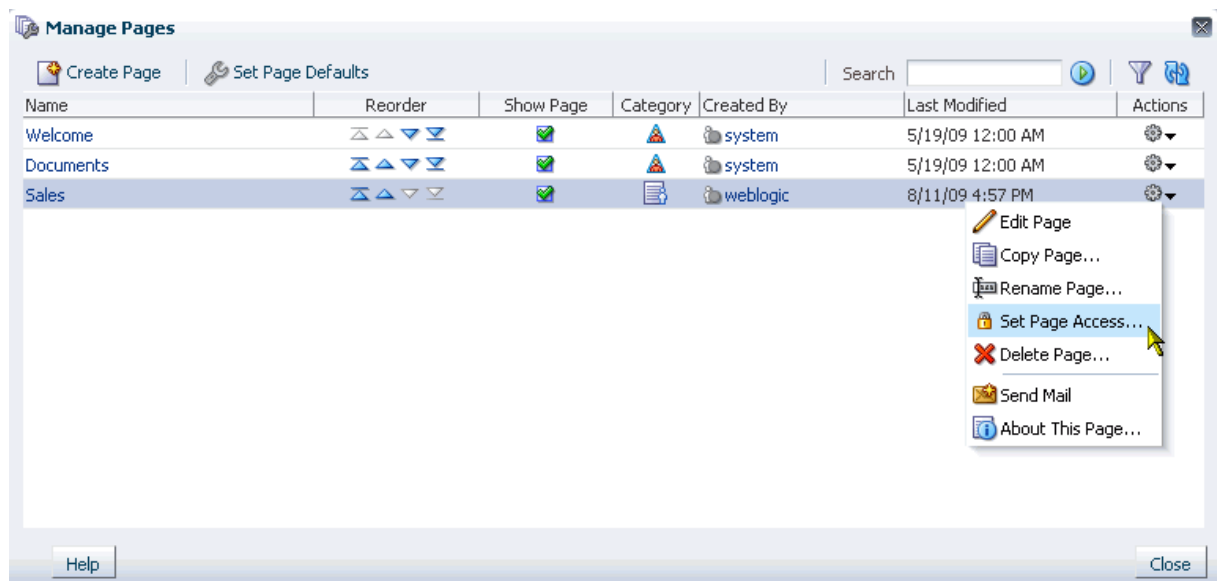 Manage Pages
Create Page Set Page Defaults Search
Name Reorder Show Page Category Created By Last Modified Actions
Welcome system 5/19/09 12:00 AM
Documents system 5/19/09 12:00 AM
Sales weblogic 8/11/09 4:57 PM
Edit Page
Copy Page...
Rename Page...
Set Page Access...
Delete Page...
Send Mail
About This Page...
Help Close